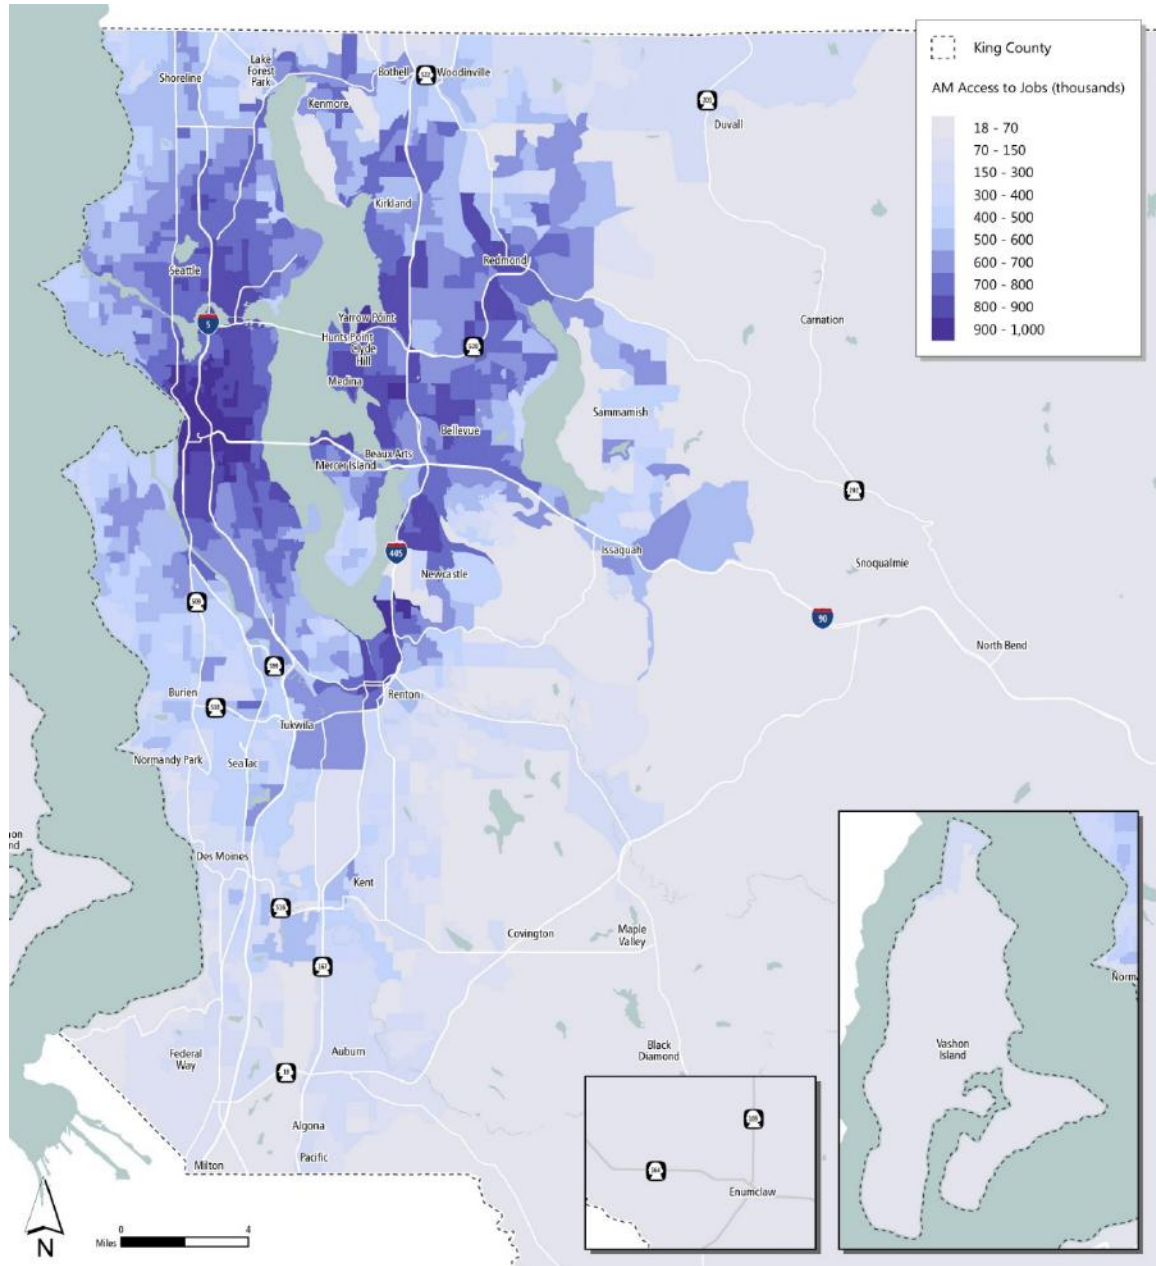 King County
AM Access to Jobs (thousands)
18 - 70
70 - 150
150 - 300
300 - 400
400 - 500
500 - 600
600 - 700
700 - 800
800 - 900
900 - 1,000
Shoreline
Lake
Forest
Park
Bothell
Woodinville
Kenmore
Duvall
Kirkland
Redmond
Seattle
5
Yarrow Point
Hunts Point
Clyde
Hill
Medina
Carnation
Sammamish
Bellevue
Beaux Arts
Mercer Island
405
Issaquah
Newcastle
Snoqualmie
90
North Bend
Burien
Renton
Tukwila
Normandy Park
SeaTac
Des Moines
Kent
Covington
Maple
Valley
Federal
Way
Auburn
Black
Diamond
Algona
Pacific
Milton
Enumclaw
Vashon
Island
Norm
N
0
4
Miles